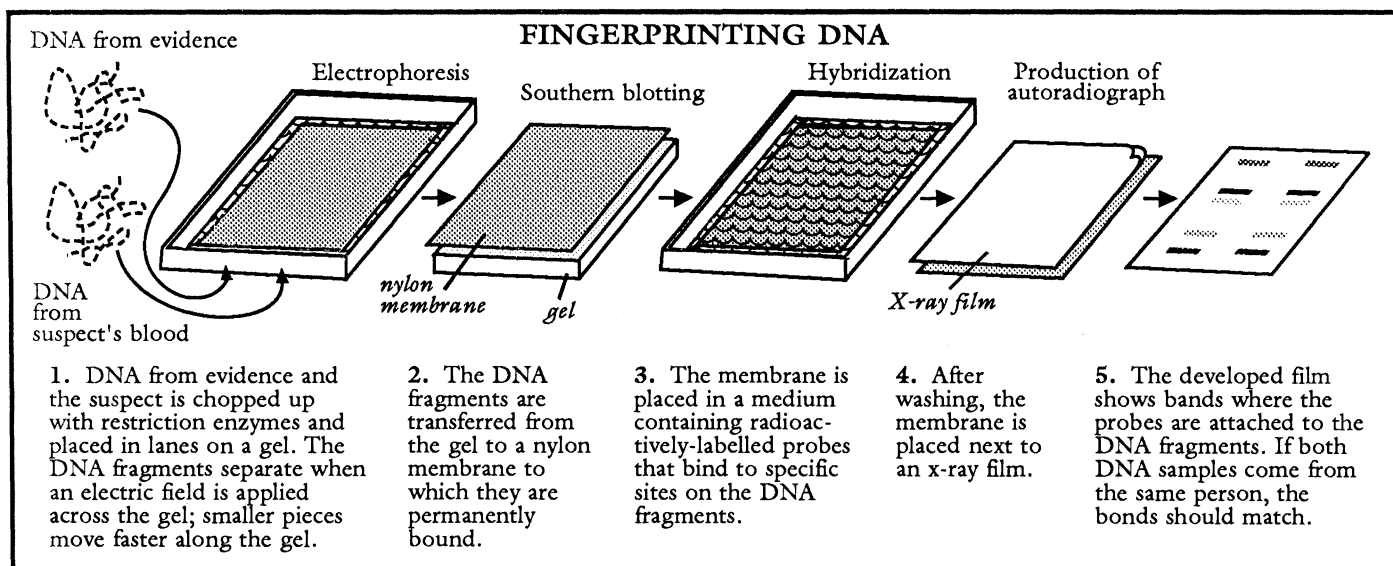 FINGERPRINTING DNA
DNA from evidence
Electrophoresis
Southern blotting
Hybridization
Production of
autoradiograph
DNA
from
suspect's blood
nylon
membrane
gel
X-ray film
1. DNA from evidence and
the suspect is chopped up
with restriction enzymes and
placed in lanes on a gel. The
DNA fragments separate when
an electric field is applied
across the gel; smaller pieces
move faster along the gel.
2. The DNA
fragments are
transferred from
the gel to a nylon
membrane to
which they are
permanently
bound.
3. The membrane is
placed in a medium
containing radioac-
tively-labelled probes
that bind to specific
sites on the DNA
fragments.
4. After
washing, the
membrane is
placed next to
an x-ray film.
5. The developed film
shows bands where the
probes are attached to the
DNA fragments. If both
DNA samples come from
the same person, the
bonds should match.